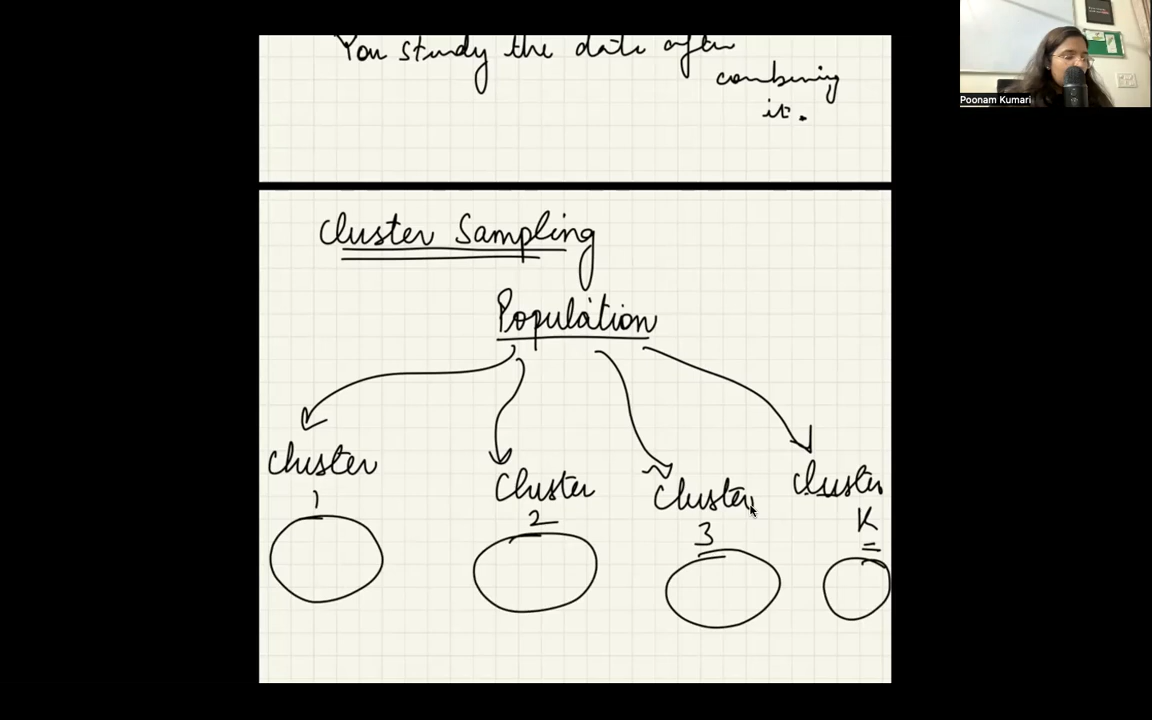 You study the data after
combining
it.
Cluster Sampling
Population
Cluster
1
Cluster
2
Cluster
3
Cluster
K
Poonam Kumari